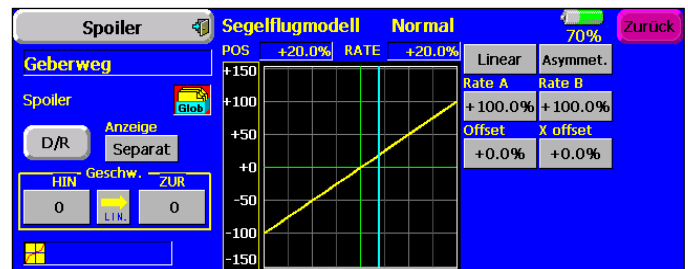 Spoiler
Segelflugmodell Normal
70%
Zurück
Geberweg
POS +20.0% RATE +20.0%
Linear Asymmet.
Spoiler
Glob
Rate A Rate B
+100.0% +100.0%
Offset X offset
+0.0% +0.0%
D/R
Anzeige
Separat
Geschw.
HIN ZUR
0 LIN. 0
+150
+100
+50
+0
-50
-100
-150